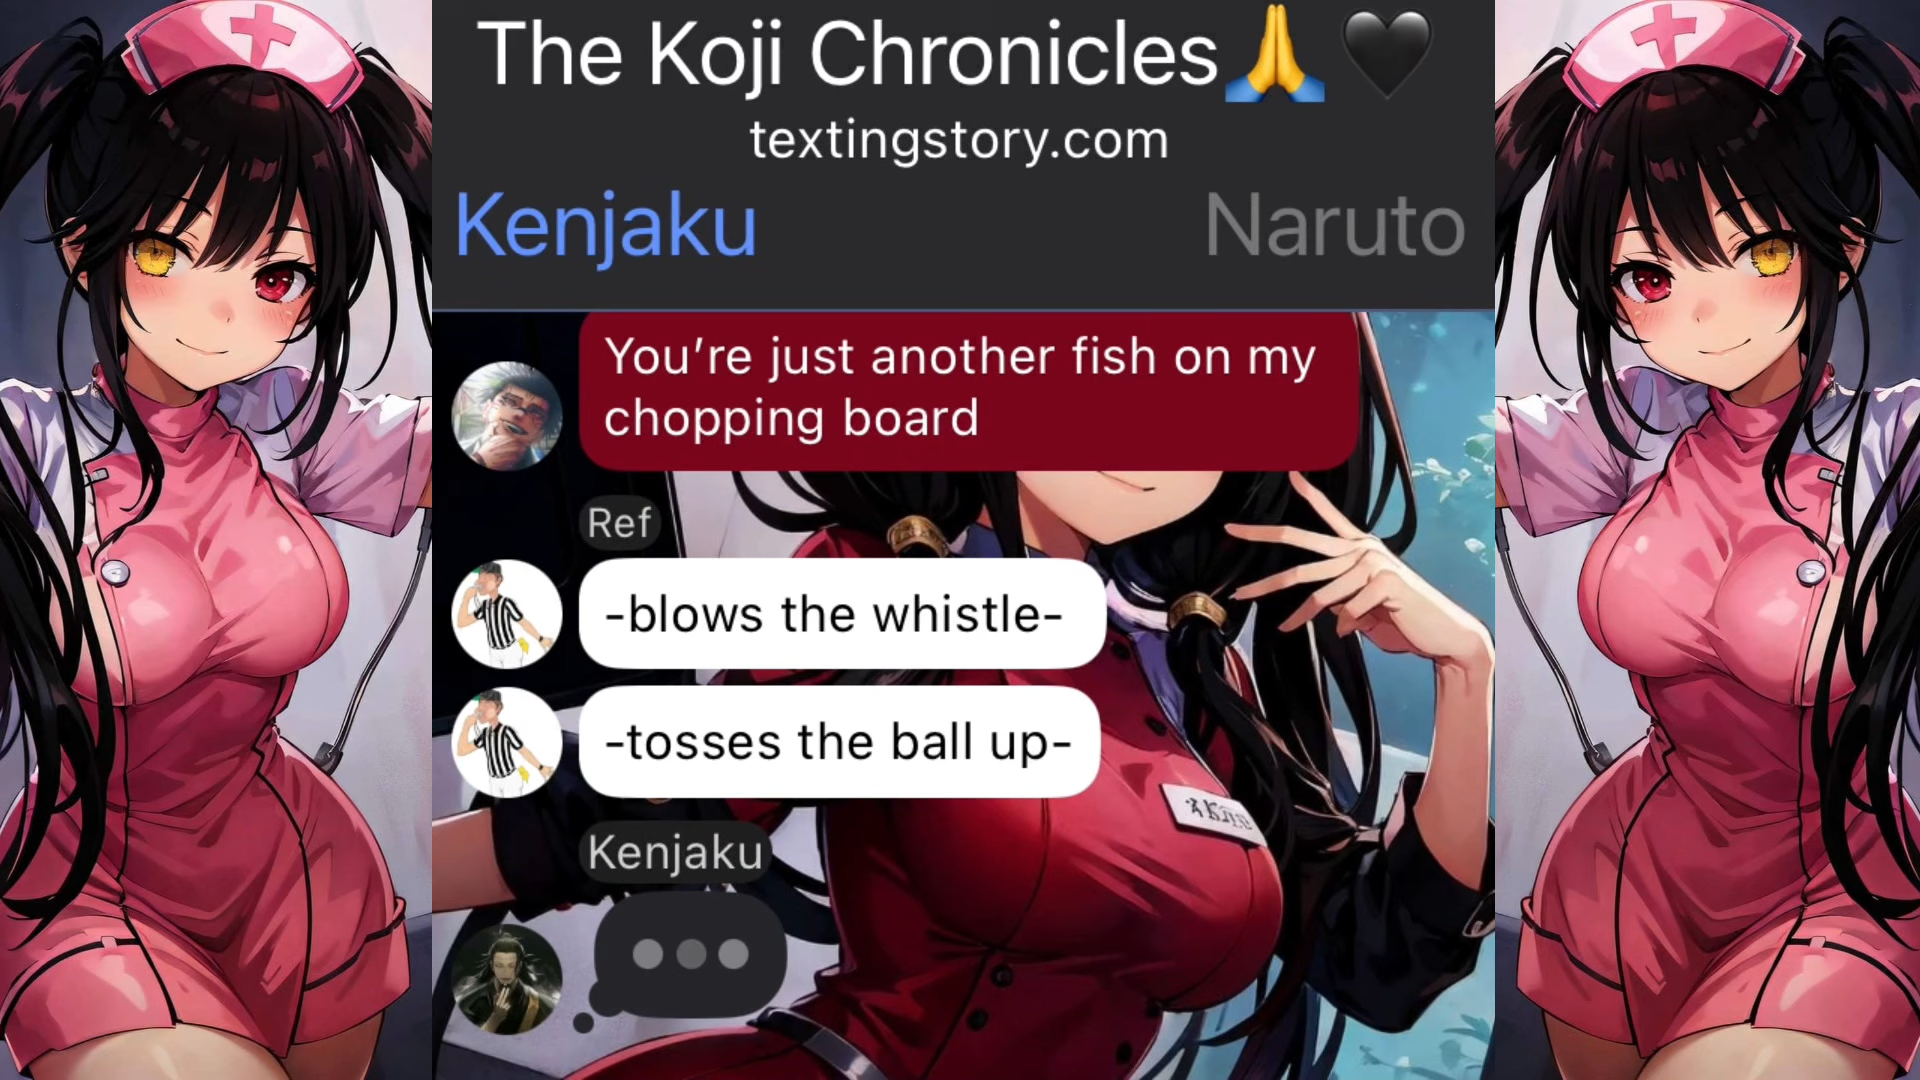 The Koji Chronicles🙏🖤
textingstory.com
Kenjaku
Naruto
You're just another fish on my
chopping board
Ref
-blows the whistle-
-tosses the ball up-
Kenjaku